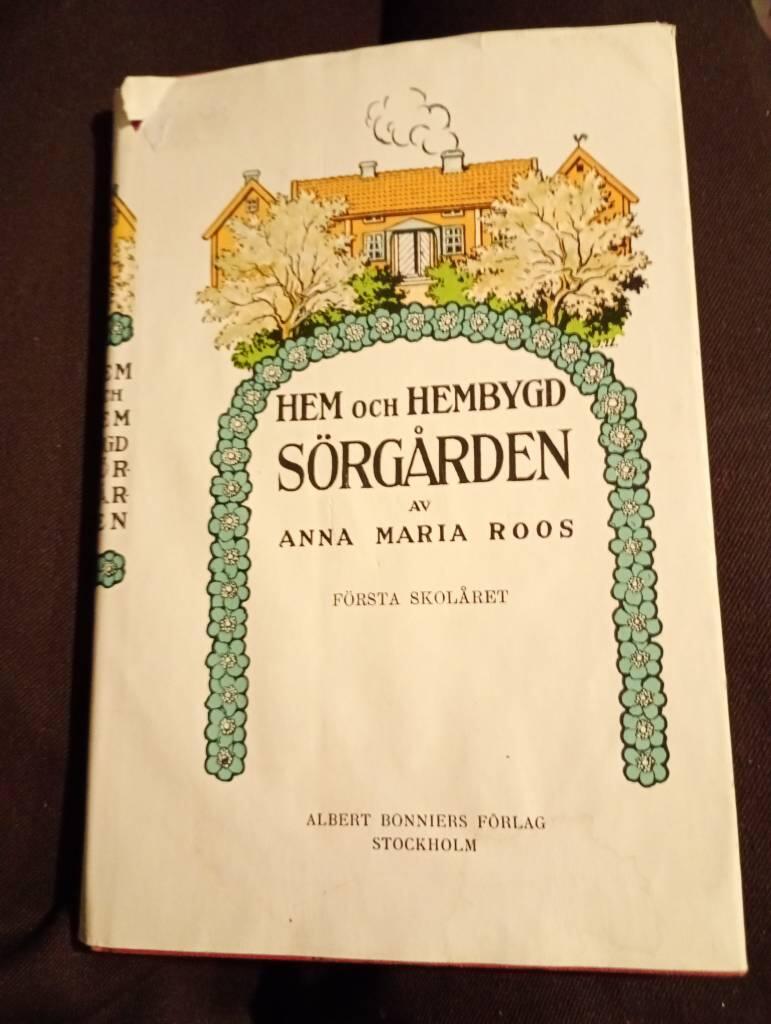 HEM OCH HEMBYGD
SÖRGÅRDEN
AV
ANNA MARIA ROOS
FÖRSTA SKOLÅRET
ALBERT BONNIERS FÖRLAG
STOCKHOLM